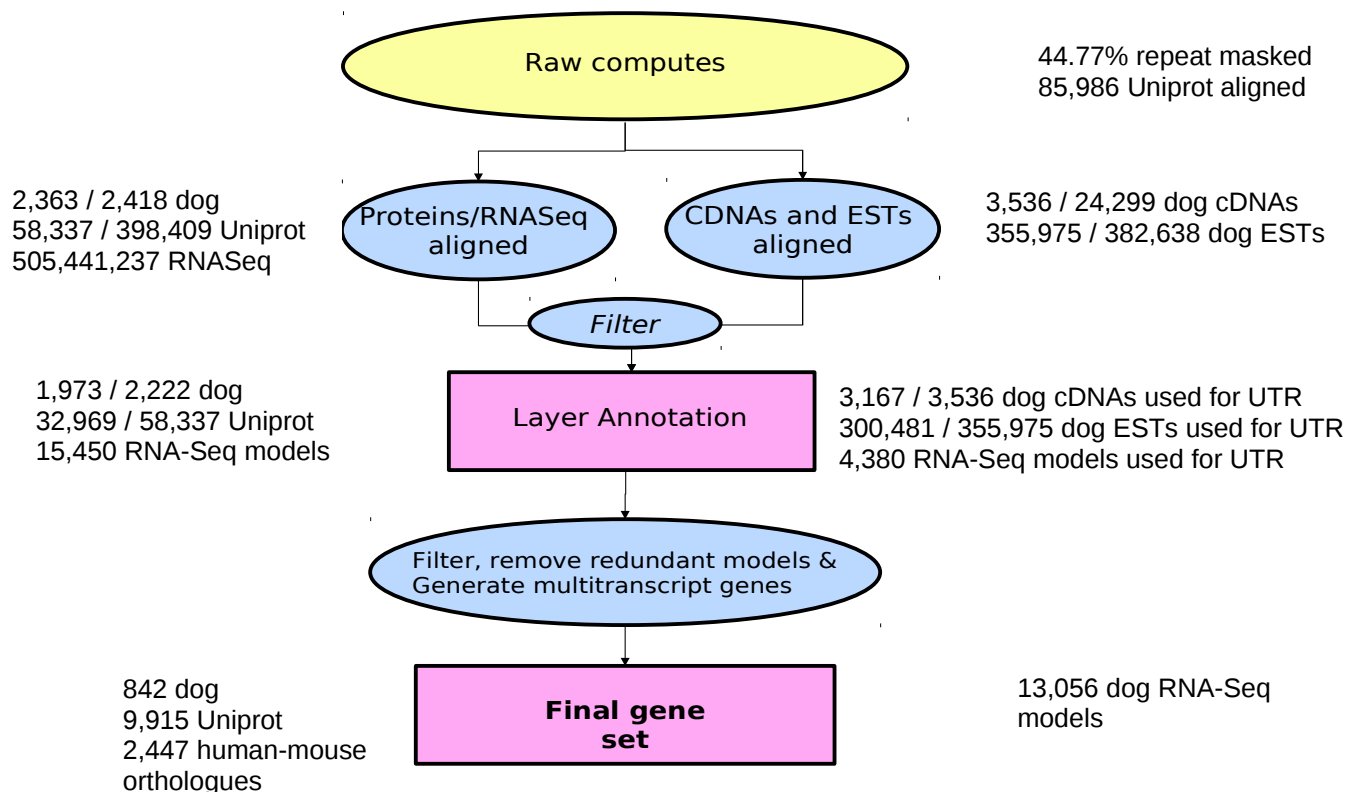 Raw computes
44.77% repeat masked
85,986 Uniprot aligned
2,363 / 2,418 dog
58,337 / 398,409 Uniprot
505,441,237 RNASeq
Proteins/RNASeq
aligned
CDNAs and ESTs
aligned
3,536 / 24,299 dog cDNAs
355,975 / 382,638 dog ESTs
Filter
1,973 / 2,222 dog
32,969 / 58,337 Uniprot
15,450 RNA-Seq models
Layer Annotation
3,167 / 3,536 dog cDNAs used for UTR
300,481 / 355,975 dog ESTs used for UTR
4,380 RNA-Seq models used for UTR
Filter, remove redundant models &
Generate multitranscript genes
842 dog
9,915 Uniprot
2,447 human-mouse
orthologues
Final gene
set
13,056 dog RNA-Seq
models